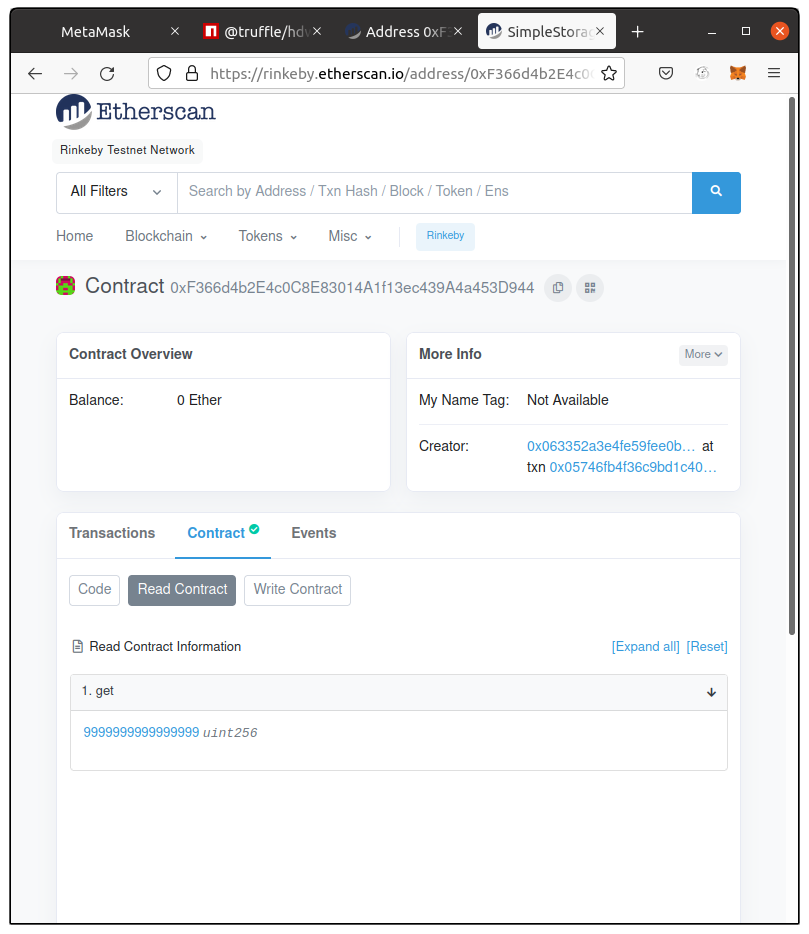 MetaMask
@truffle/hdw
Address 0xF3
SimpleStorag
https://rinkeby.etherscan.io/address/0xF366d4b2E4c0
Etherscan
Rinkeby Testnet Network
All Filters
Search by Address / Txn Hash / Block / Token / Ens
Home Blockchain Tokens Misc Rinkeby
Contract 0xF366d4b2E4c0C8E83014A1f13ec439A4a453D944
Contract Overview
Balance: 0 Ether
More Info More
My Name Tag: Not Available
Creator: 0x063352a3e4fe59fee0b... at
txn 0x05746fb4f36c9bd1c40...
Transactions Contract Events
Code Read Contract Write Contract
Read Contract Information [Expand all] [Reset]
1. get
9999999999999999 uint256